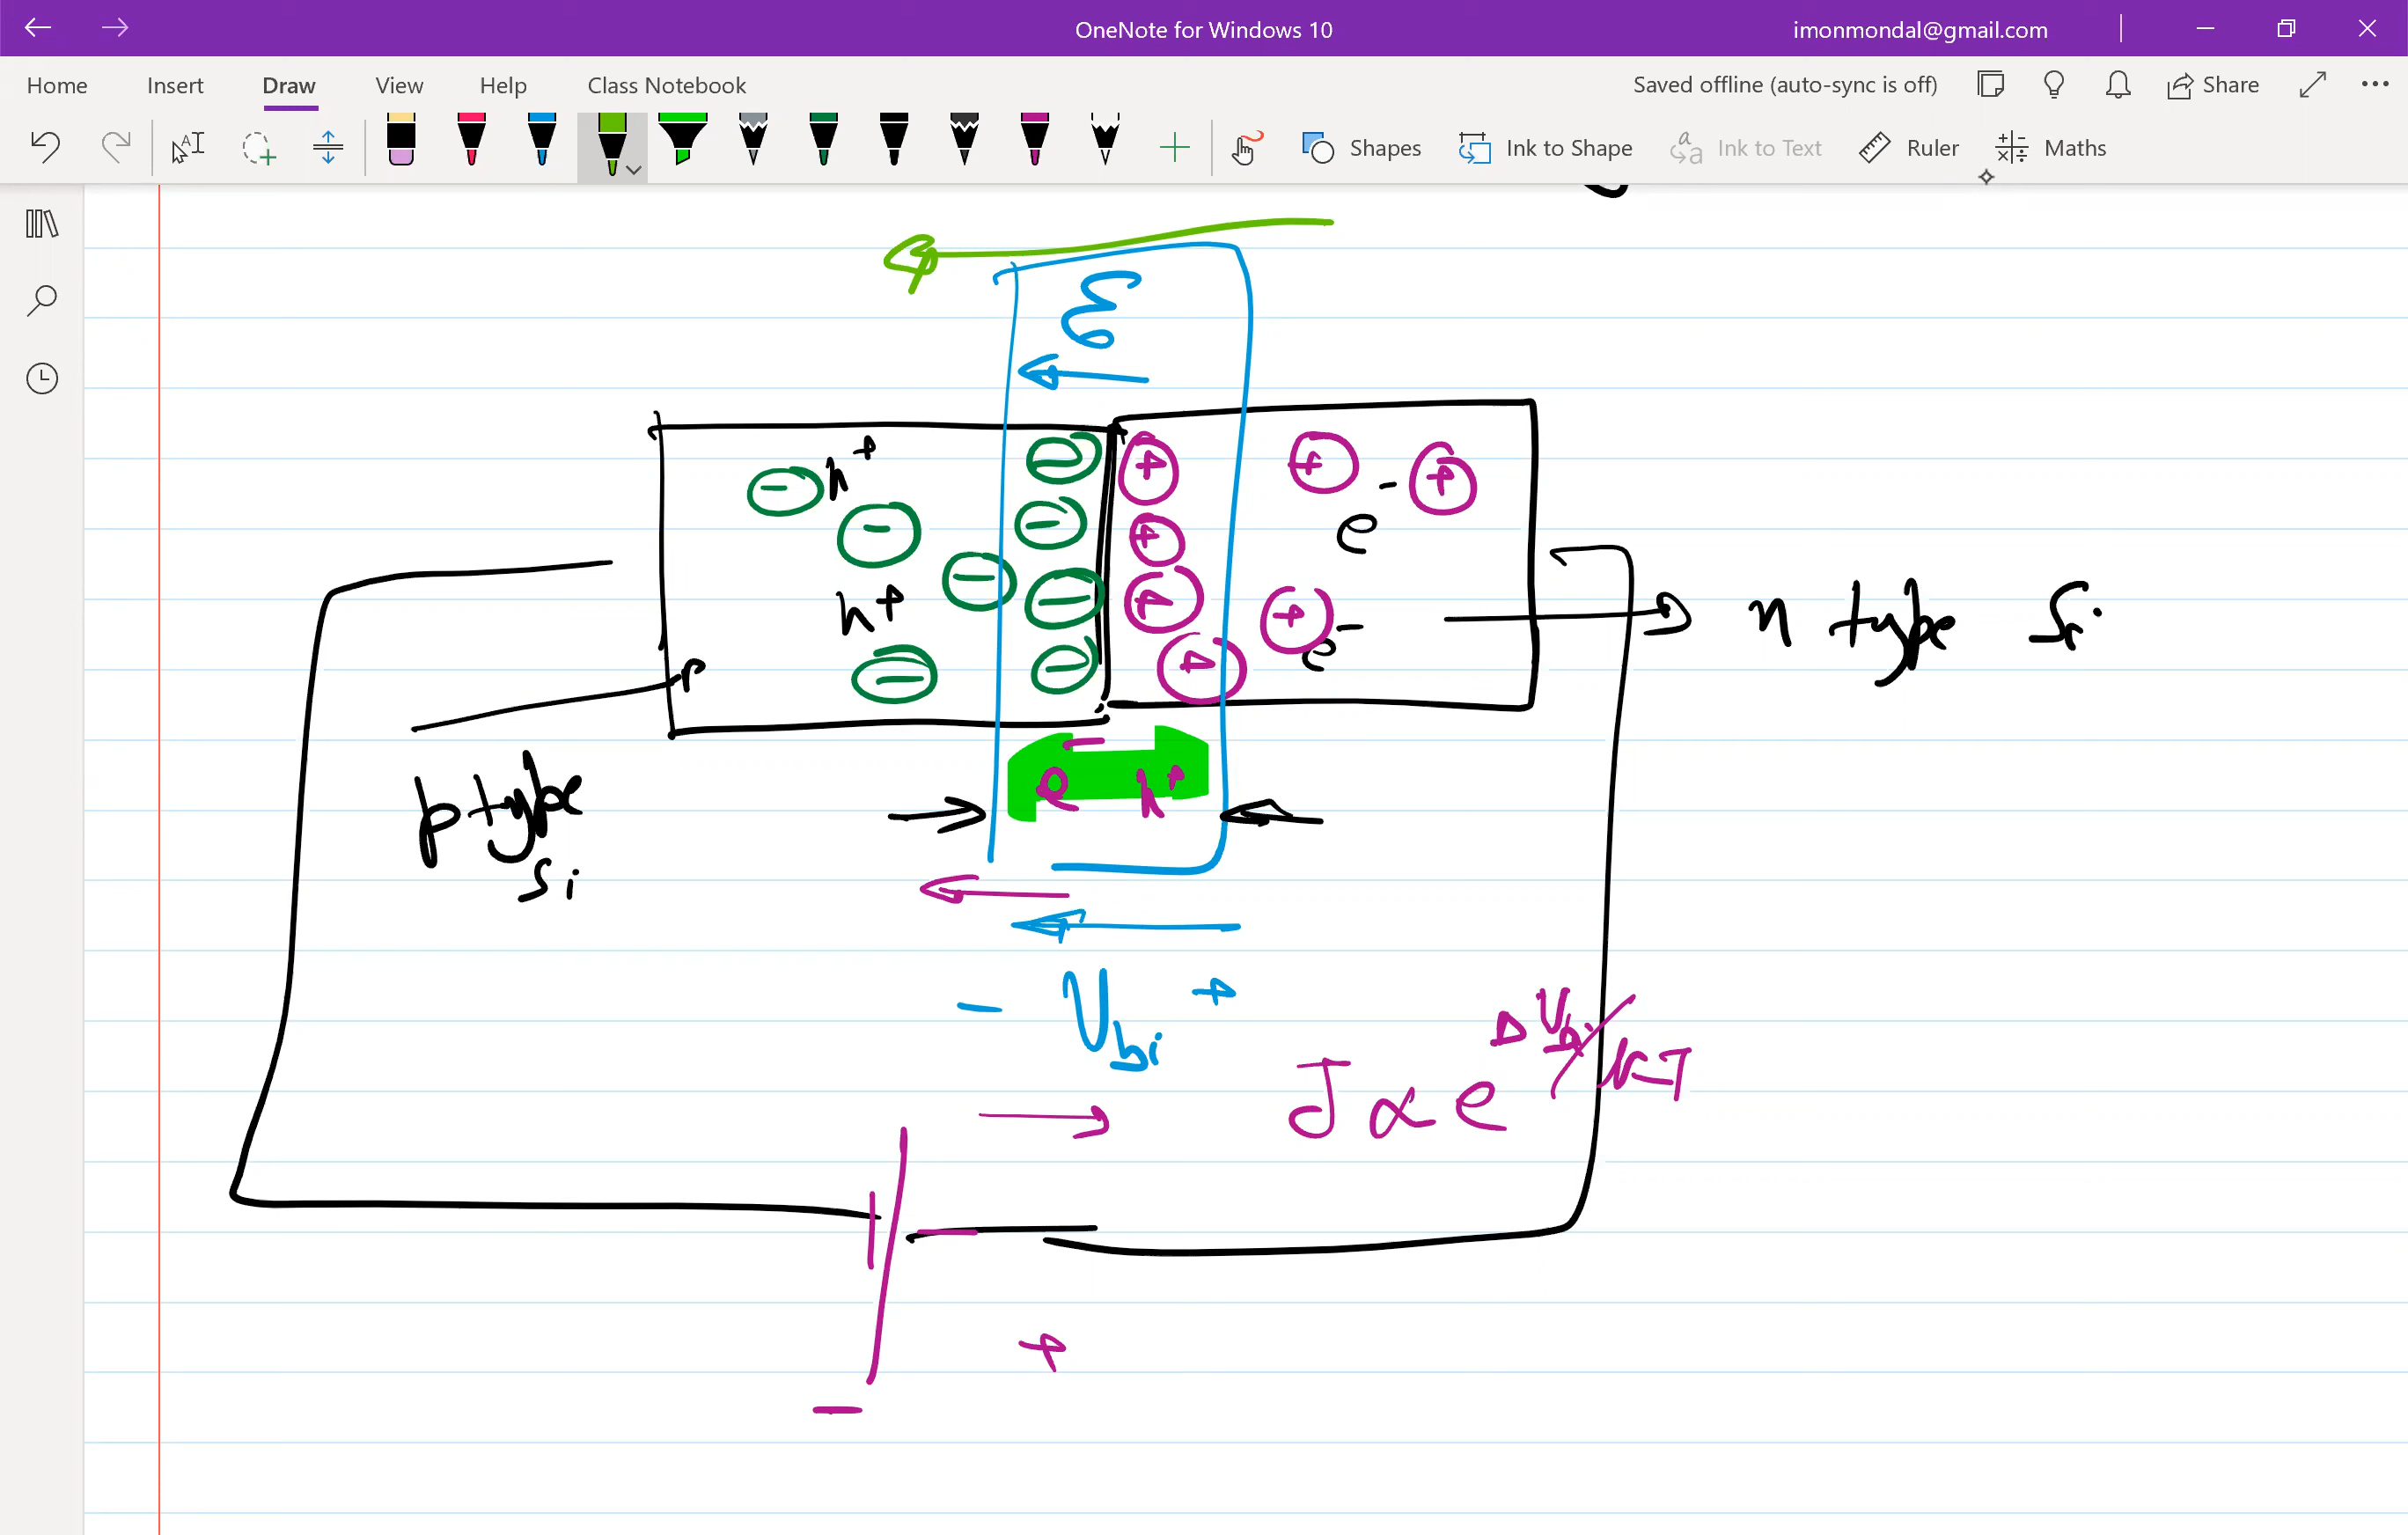 OneNote for Windows 10
imonmondal@gmail.com
Home Insert Draw View Help Class Notebook
Saved offline (auto-sync is off) Share
Shapes Ink to Shape Ink to Text Ruler Maths
ε
h+ - - + + - +
- - + e
- -
h+ - + + e-
- - +
n type Si
p type
Si
e- h+
- Vbi +
J ∝ e ΔVbi/KT
+
-